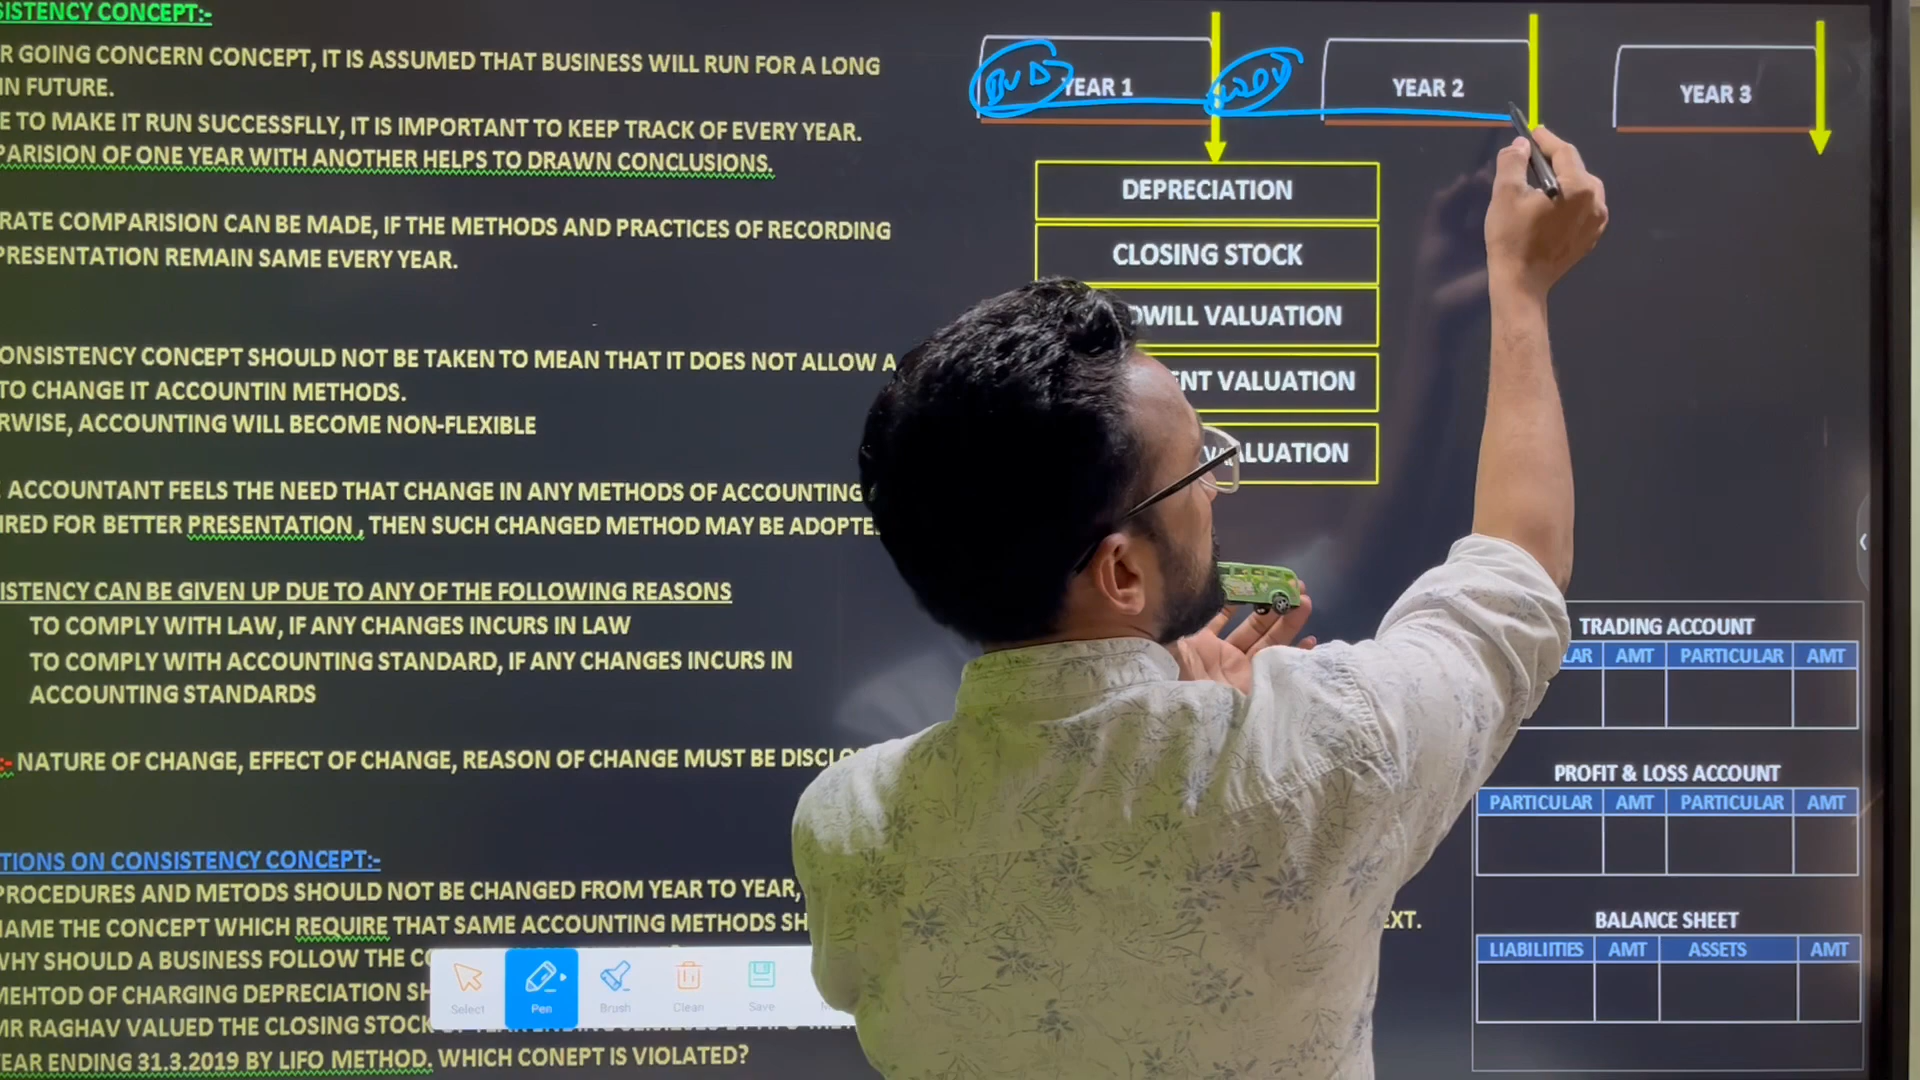 SISTENCY CONCEPT:-
R GOING CONCERN CONCEPT, IT IS ASSUMED THAT BUSINESS WILL RUN FOR A LONG
IN FUTURE.
E TO MAKE IT RUN SUCCESSFLLY, IT IS IMPORTANT TO KEEP TRACK OF EVERY YEAR.
PARISION OF ONE YEAR WITH ANOTHER HELPS TO DRAWN CONCLUSIONS.
RATE COMPARISION CAN BE MADE, IF THE METHODS AND PRACTICES OF RECORDING
PRESENTATION REMAIN SAME EVERY YEAR.
ONSISTENCY CONCEPT SHOULD NOT BE TAKEN TO MEAN THAT IT DOES NOT ALLOW A
TO CHANGE IT ACCOUNTIN METHODS.
RWISE, ACCOUNTING WILL BECOME NON-FLEXIBLE
ACCOUNTANT FEELS THE NEED THAT CHANGE IN ANY METHODS OF ACCOUNTING
IRED FOR BETTER PRESENTATION , THEN SUCH CHANGED METHOD MAY BE ADOPTE
ISTENCY CAN BE GIVEN UP DUE TO ANY OF THE FOLLOWING REASONS
TO COMPLY WITH LAW, IF ANY CHANGES INCURS IN LAW
TO COMPLY WITH ACCOUNTING STANDARD, IF ANY CHANGES INCURS IN
ACCOUNTING STANDARDS
:- NATURE OF CHANGE, EFFECT OF CHANGE, REASON OF CHANGE MUST BE DISCLO
TIONS ON CONSISTENCY CONCEPT:-
PROCEDURES AND METODS SHOULD NOT BE CHANGED FROM YEAR TO YEAR,
NAME THE CONCEPT WHICH REQUIRE THAT SAME ACCOUNTING METHODS SH EXT.
WHY SHOULD A BUSINESS FOLLOW THE CO
MEHTOD OF CHARGING DEPRECIATION SH
MR RAGHAV VALUED THE CLOSING STOCK
YEAR ENDING 31.3.2019 BY LIFO METHOD. WHICH CONEPT IS VIOLATED?
YEAR 1
YEAR 2
YEAR 3
DEPRECIATION
CLOSING STOCK
OWILL VALUATION
ENT VALUATION
VALUATION
TRADING ACCOUNT
LAR AMT PARTICULAR AMT
PROFIT & LOSS ACCOUNT
PARTICULAR AMT PARTICULAR AMT
BALANCE SHEET
LIABILIITIES AMT ASSETS AMT
Select Pen Brush Clean Save